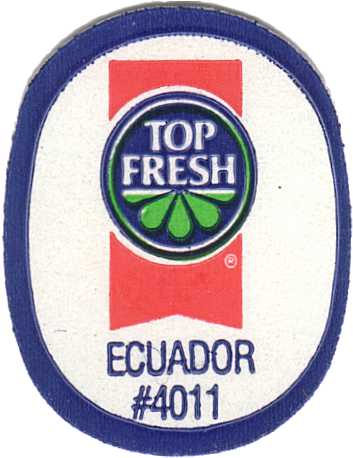 TOP
FRESH
®
ECUADOR
#4011